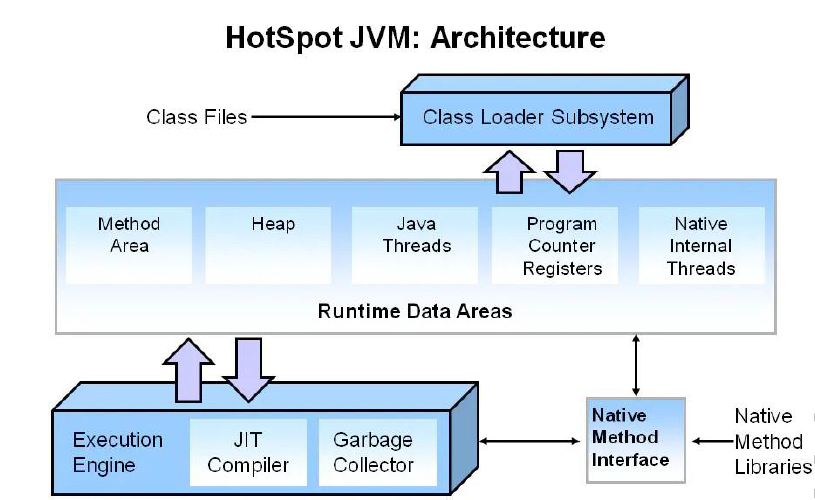 HotSpot JVM: Architecture
Class Files
Class Loader Subsystem
Method
Area
Heap
Java
Threads
Program
Counter
Registers
Native
Internal
Threads
Runtime Data Areas
Execution
Engine
JIT
Compiler
Garbage
Collector
Native
Method
Interface
Native
Method
Libraries